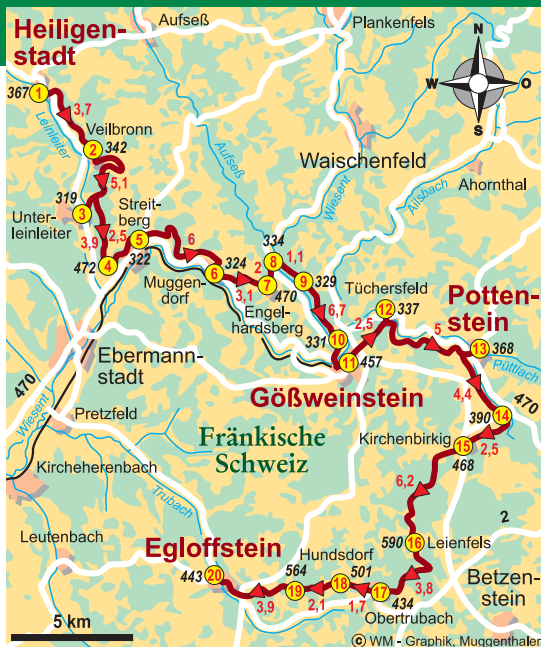 Heiligen-
stadt
Aufseß
Plankenfels
N
W
O
S
367
1
3,7
Leinleiter
2
Veilbronn
342
Aufseß
Waischenfeld
Wiesent
Ailsbach
Ahornthal
5,1
319
3
Unter-
leinleiter
Streit-
berg
3,9
2,5
472
4
5
322
6
Muggen-
dorf
6
324
3,1
2
334
8
1,1
7
470
9
329
Engel-
hardsberg
6,7
Tüchersfeld
12
337
331
10
2,5
11
457
Potten-
stein
5
13
368
Püttlach
4,4
Ebermann-
stadt
470
Wiesent
Pretzfeld
Gößweinstein
390
14
470
Kirchenbirkig
15
468
2,5
Fränkische
Schweiz
Kircheherenbach
Trubach
6,2
590
16
Leienfels
2
Leutenbach
Egloffstein
443
20
3,9
564
19
2,1
Hundsdorf
501
18
1,7
17
434
3,8
Obertrubach
Betzen-
stein
5 km
© WM - Graphik, Muggenthaler